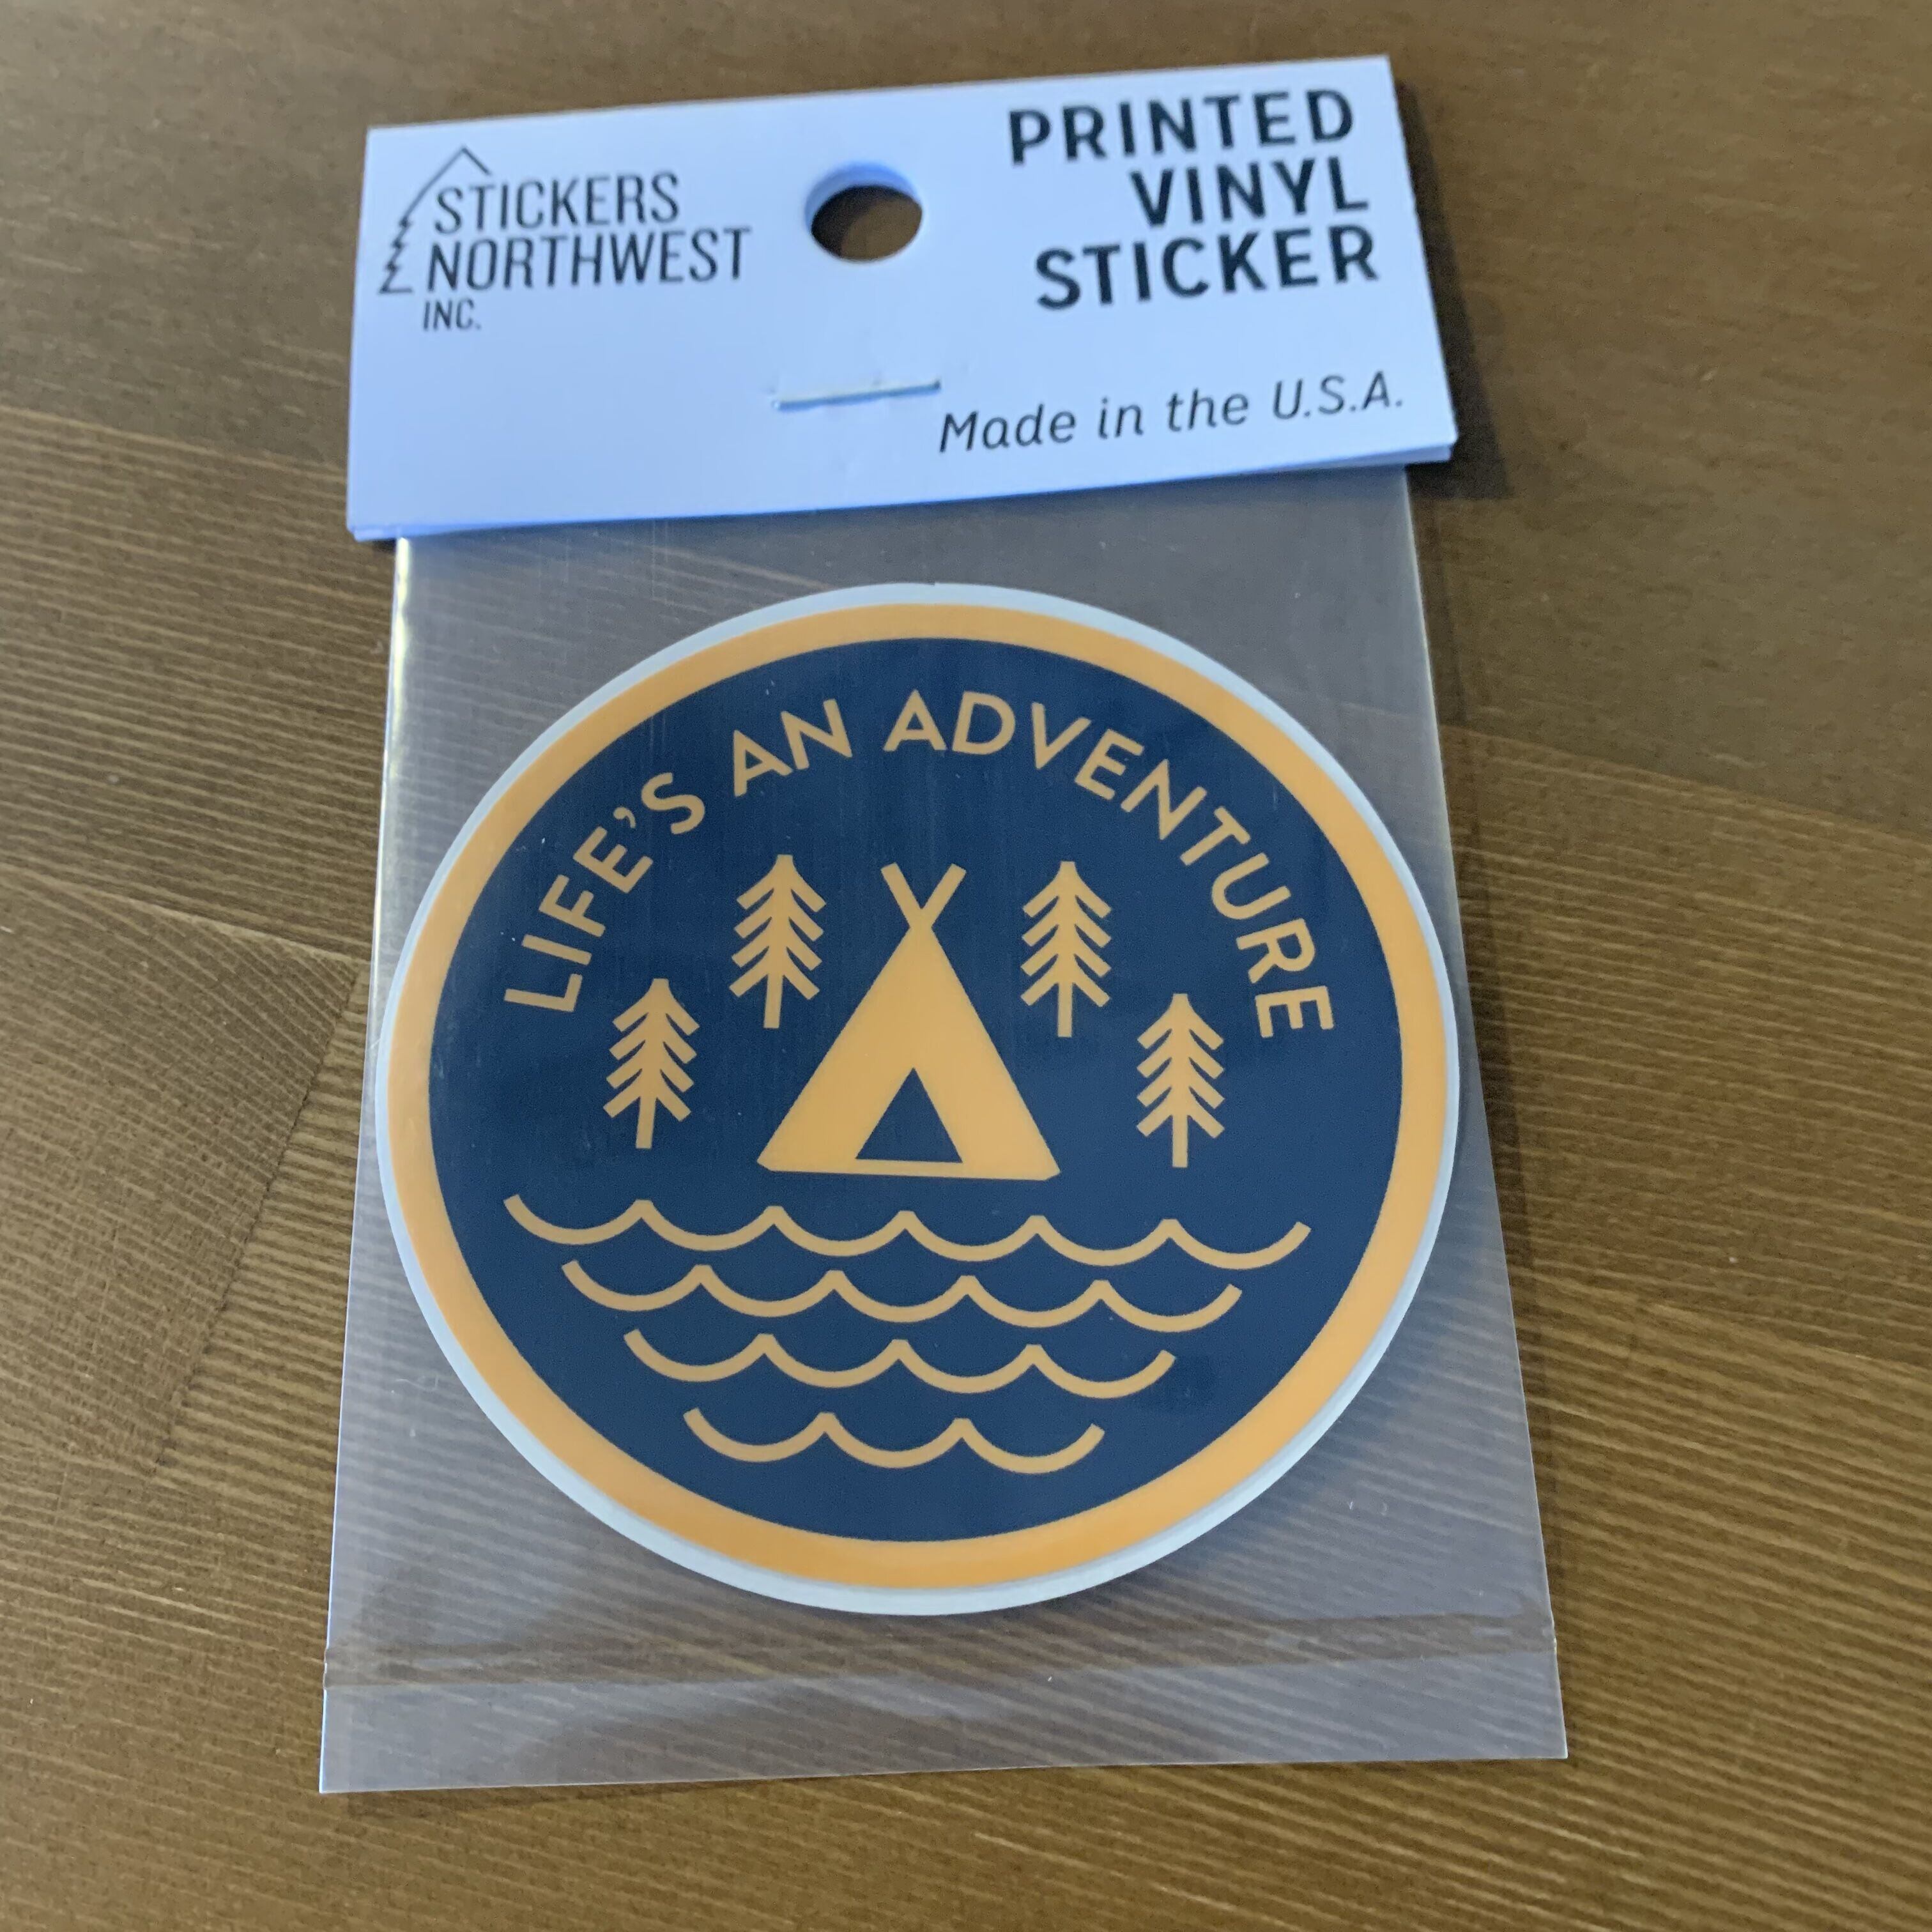 STICKERS
NORTHWEST
INC.
PRINTED
VINYL
STICKER
Made in the U.S.A.
LIFE'S AN ADVENTURE